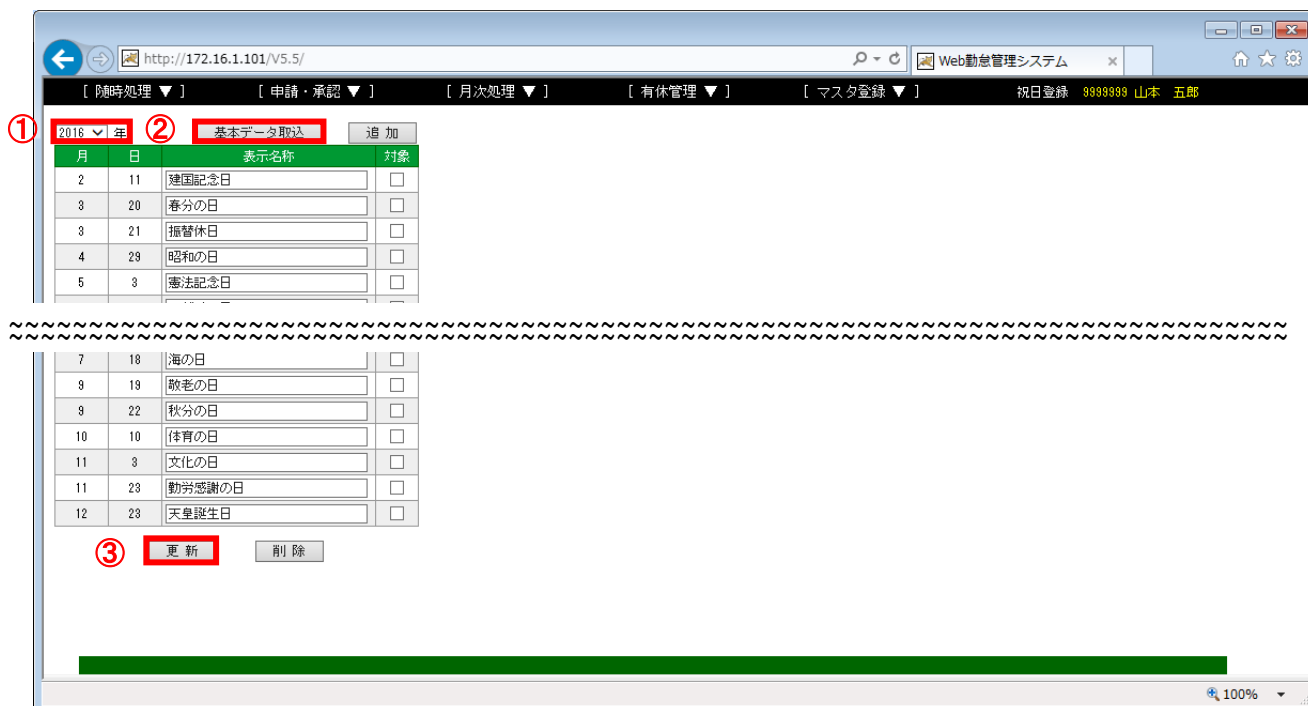 http://172.16.1.101/V5.5/
Web勤怠管理システム
[ 随時処理 ▼ ] [ 申請・承認 ▼ ] [ 月次処理 ▼ ] [ 有休管理 ▼ ] [ マスタ登録 ▼ ] 祝日登録 9999999 山本 五郎
① 2016 年 ② 基本データ取込 追 加
月 日 表示名称 対象
2 11 建国記念日
3 20 春分の日
3 21 振替休日
4 29 昭和の日
5 3 憲法記念日
~~~~~~~~~~~~~~~~~~~~~~~~~~~~~~~~~~~~~~~~~~~~~~~~~~~~~~~~~~~~~~~~~~~~~~~~~~~~~~~~
~~~~~~~~~~~~~~~~~~~~~~~~~~~~~~~~~~~~~~~~~~~~~~~~~~~~~~~~~~~~~~~~~~~~~~~~~~~~~~~~
7 18 海の日
9 19 敬老の日
9 22 秋分の日
10 10 体育の日
11 3 文化の日
11 23 勤労感謝の日
12 23 天皇誕生日
③ 更 新 削 除
100%